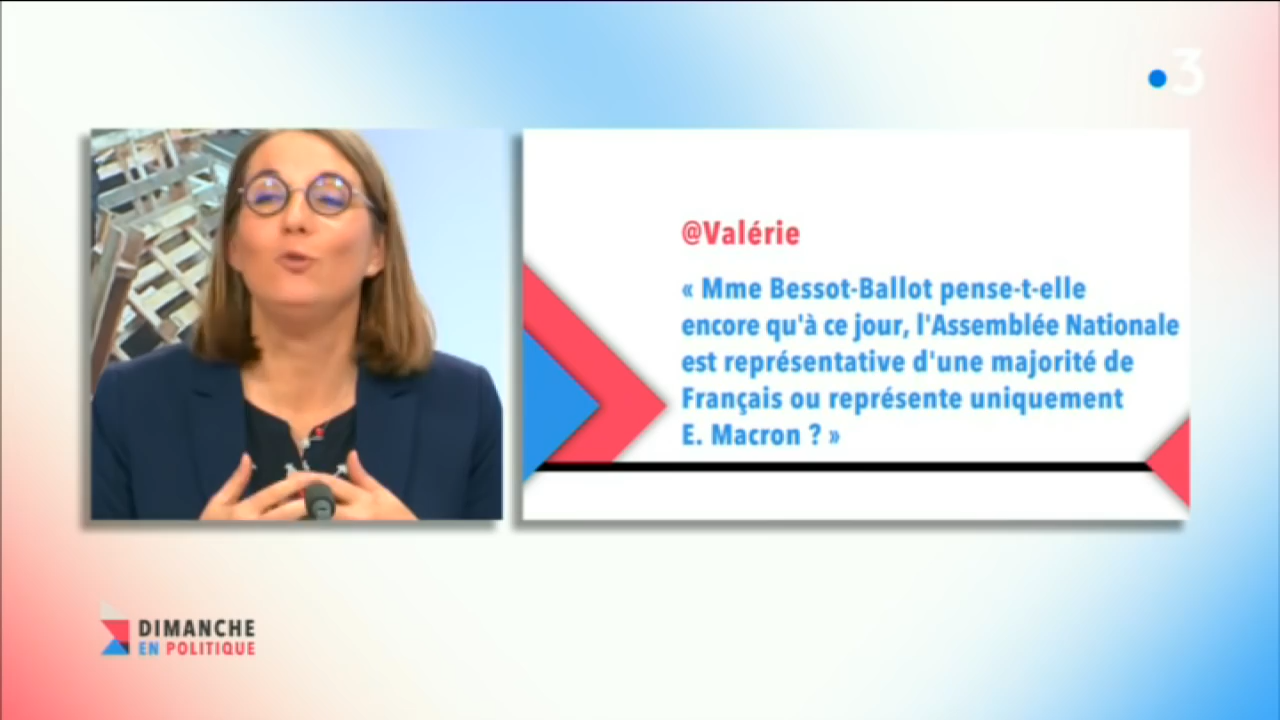 3
@Valérie
« Mme Bessot-Ballot pense-t-elle
encore qu'à ce jour, l'Assemblée Nationale
est représentative d'une majorité de
Français ou représente uniquement
E. Macron ? »
DIMANCHE
EN POLITIQUE